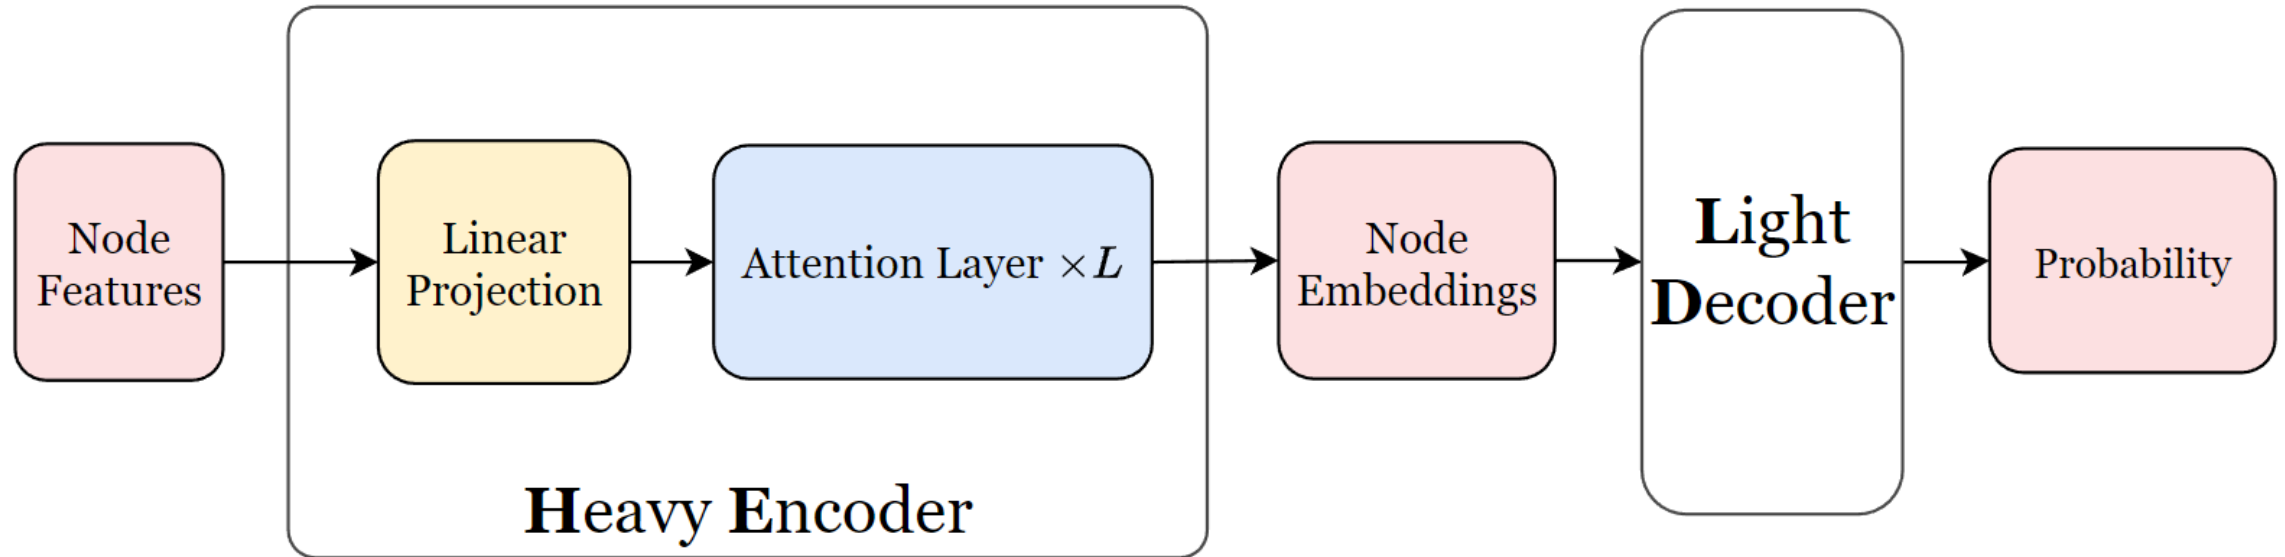 Node
Features
Linear
Projection
Attention Layer ×L
Heavy Encoder
Node
Embeddings
Light
Decoder
Probability